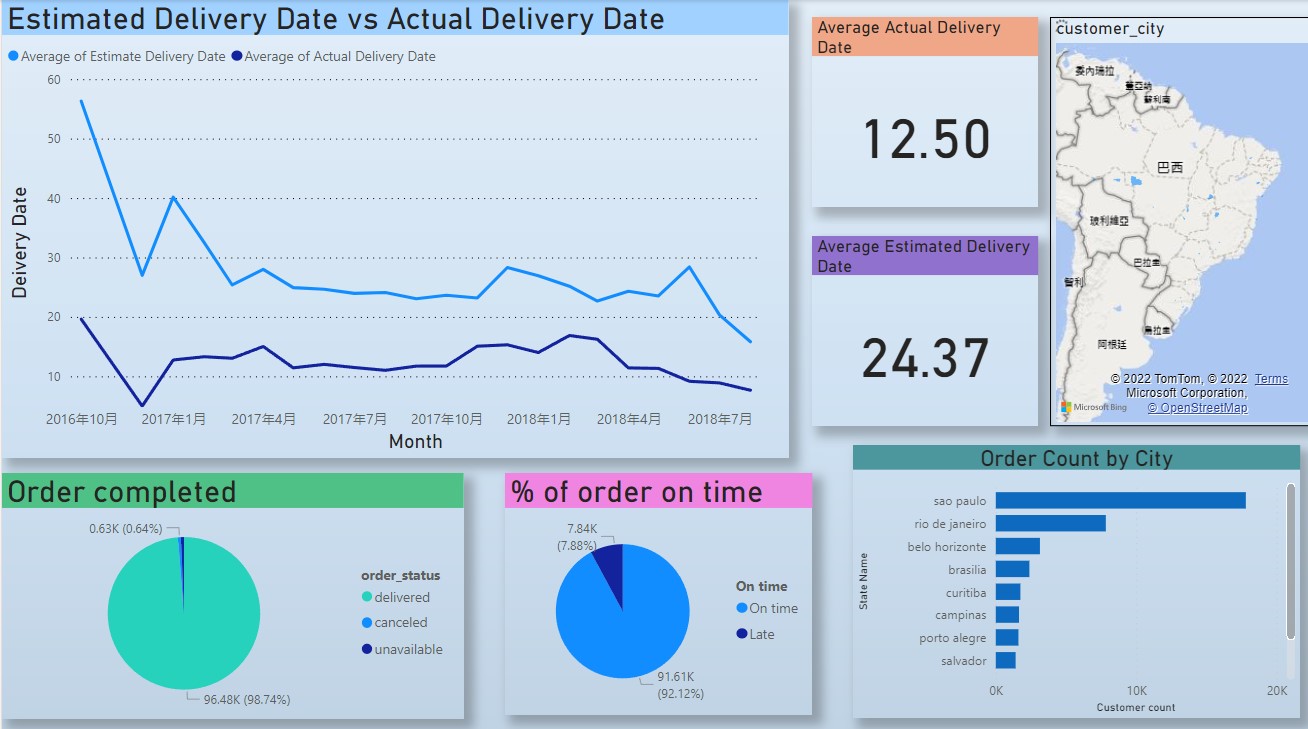 Estimated Delivery Date vs Actual Delivery Date
Average of Estimate Delivery Date Average of Actual Delivery Date
60
50
40
30
20
10
Deivery Date
2016年10月 2017年1月 2017年4月 2017年7月 2017年10月 2018年1月 2018年4月 2018年7月
Month
Average Actual Delivery
Date
12.50
Average Estimated Delivery
Date
24.37
customer_city
委內瑞拉
蓋亞那
蘇利南
巴西
玻利維亞
巴拉圭
智利
烏拉圭
阿根廷
© 2022 TomTom, © 2022 Terms
Microsoft Corporation,
Microsoft Bing © OpenStreetMap
Order completed
0.63K (0.64%)
order_status
delivered
canceled
unavailable
96.48K (98.74%)
% of order on time
7.84K
(7.88%)
On time
On time
Late
91.61K
(92.12%)
Order Count by City
State Name
sao paulo
rio de janeiro
belo horizonte
brasilia
curitiba
campinas
porto alegre
salvador
0K 10K 20K
Customer count